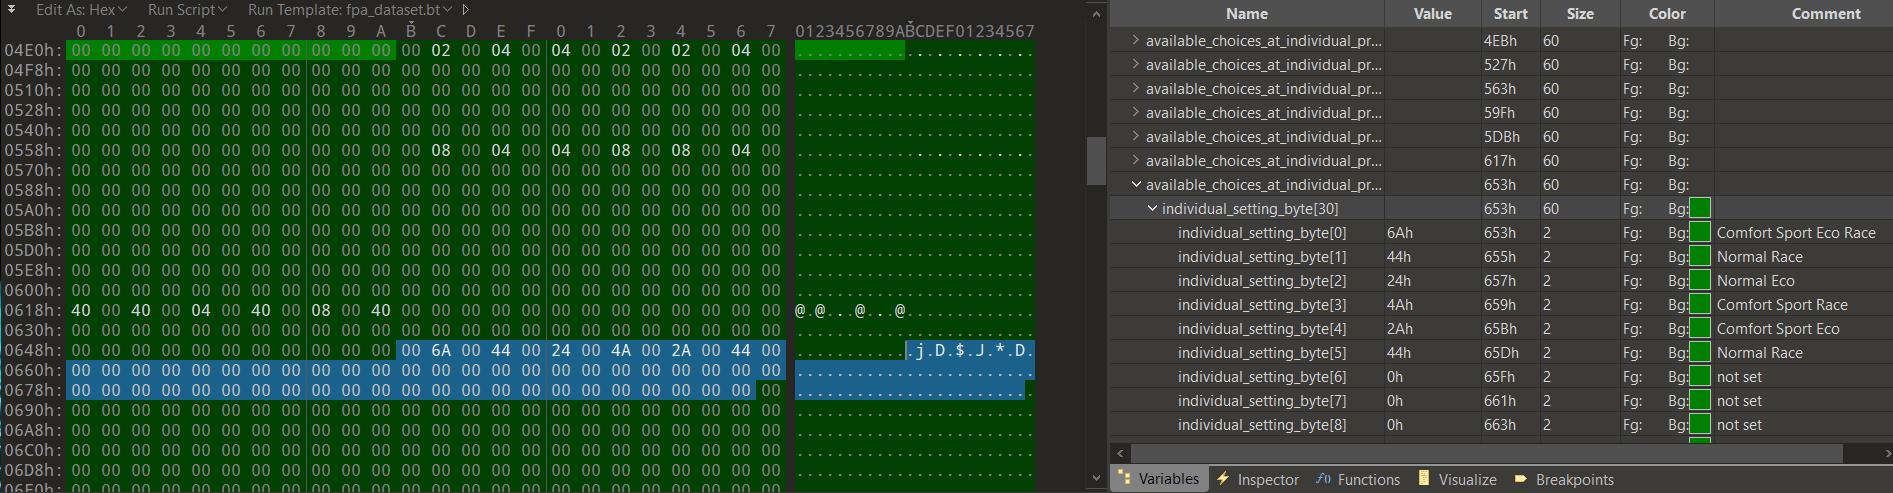 Edit As: Hex Run Script Run Template: fpa_dataset.bt
0 1 2 3 4 5 6 7 8 9 A B C D E F 0 1 2 3 4 5 6 7 0123456789ABCDEF01234567
04E0h: 00 00 00 00 00 00 00 00 00 00 00 00 02 00 04 00 04 00 02 00 02 00 04 00 ........................
04F8h: 00 00 00 00 00 00 00 00 00 00 00 00 00 00 00 00 00 00 00 00 00 00 00 00 ........................
0510h: 00 00 00 00 00 00 00 00 00 00 00 00 00 00 00 00 00 00 00 00 00 00 00 00 ........................
0528h: 00 00 00 00 00 00 00 00 00 00 00 00 00 00 00 00 00 00 00 00 00 00 00 00 ........................
0540h: 00 00 00 00 00 00 00 00 00 00 00 00 00 00 00 00 00 00 00 00 00 00 00 00 ........................
0558h: 00 00 00 00 00 00 00 00 00 00 00 00 08 00 04 00 04 00 08 00 08 00 04 00 ........................
0570h: 00 00 00 00 00 00 00 00 00 00 00 00 00 00 00 00 00 00 00 00 00 00 00 00 ........................
0588h: 00 00 00 00 00 00 00 00 00 00 00 00 00 00 00 00 00 00 00 00 00 00 00 00 ........................
05A0h: 00 00 00 00 00 00 00 00 00 00 00 00 00 00 00 00 00 00 00 00 00 00 00 00 ........................
05B8h: 00 00 00 00 00 00 00 00 00 00 00 00 00 00 00 00 00 00 00 00 00 00 00 00 ........................
05D0h: 00 00 00 00 00 00 00 00 00 00 00 00 00 00 00 00 00 00 00 00 00 00 00 00 ........................
05E8h: 00 00 00 00 00 00 00 00 00 00 00 00 00 00 00 00 00 00 00 00 00 00 00 00 ........................
0600h: 00 00 00 00 00 00 00 00 00 00 00 00 00 00 00 00 00 00 00 00 00 00 00 00 ........................
0618h: 40 00 40 00 04 00 40 00 08 00 40 00 00 00 00 00 00 00 00 00 00 00 00 00 @.@...@...@.............
0630h: 00 00 00 00 00 00 00 00 00 00 00 00 00 00 00 00 00 00 00 00 00 00 00 00 ........................
0648h: 00 00 00 00 00 00 00 00 00 00 00 00 6A 00 44 00 24 00 4A 00 2A 00 44 00 ............j.D.$.J.*.D.
0660h: 00 00 00 00 00 00 00 00 00 00 00 00 00 00 00 00 00 00 00 00 00 00 00 00 ........................
0678h: 00 00 00 00 00 00 00 00 00 00 00 00 00 00 00 00 00 00 00 00 00 00 00 00 ........................
0690h: 00 00 00 00 00 00 00 00 00 00 00 00 00 00 00 00 00 00 00 00 00 00 00 00 ........................
06A8h: 00 00 00 00 00 00 00 00 00 00 00 00 00 00 00 00 00 00 00 00 00 00 00 00 ........................
06C0h: 00 00 00 00 00 00 00 00 00 00 00 00 00 00 00 00 00 00 00 00 00 00 00 00 ........................
06D8h: 00 00 00 00 00 00 00 00 00 00 00 00 00 00 00 00 00 00 00 00 00 00 00 00 ........................
Name Value Start Size Color Comment
available_choices_at_individual_pr... 4EBh 60 Fg: Bg:
available_choices_at_individual_pr... 527h 60 Fg: Bg:
available_choices_at_individual_pr... 563h 60 Fg: Bg:
available_choices_at_individual_pr... 59Fh 60 Fg: Bg:
available_choices_at_individual_pr... 5DBh 60 Fg: Bg:
available_choices_at_individual_pr... 617h 60 Fg: Bg:
available_choices_at_individual_pr... 653h 60 Fg: Bg:
individual_setting_byte[30] 653h 60 Fg: Bg:
individual_setting_byte[0] 6Ah 653h 2 Fg: Bg: Comfort Sport Eco Race
individual_setting_byte[1] 44h 655h 2 Fg: Bg: Normal Race
individual_setting_byte[2] 24h 657h 2 Fg: Bg: Normal Eco
individual_setting_byte[3] 4Ah 659h 2 Fg: Bg: Comfort Sport Race
individual_setting_byte[4] 2Ah 65Bh 2 Fg: Bg: Comfort Sport Eco
individual_setting_byte[5] 44h 65Dh 2 Fg: Bg: Normal Race
individual_setting_byte[6] 0h 65Fh 2 Fg: Bg: not set
individual_setting_byte[7] 0h 661h 2 Fg: Bg: not set
individual_setting_byte[8] 0h 663h 2 Fg: Bg: not set
Variables Inspector f() Functions Visualize Breakpoints